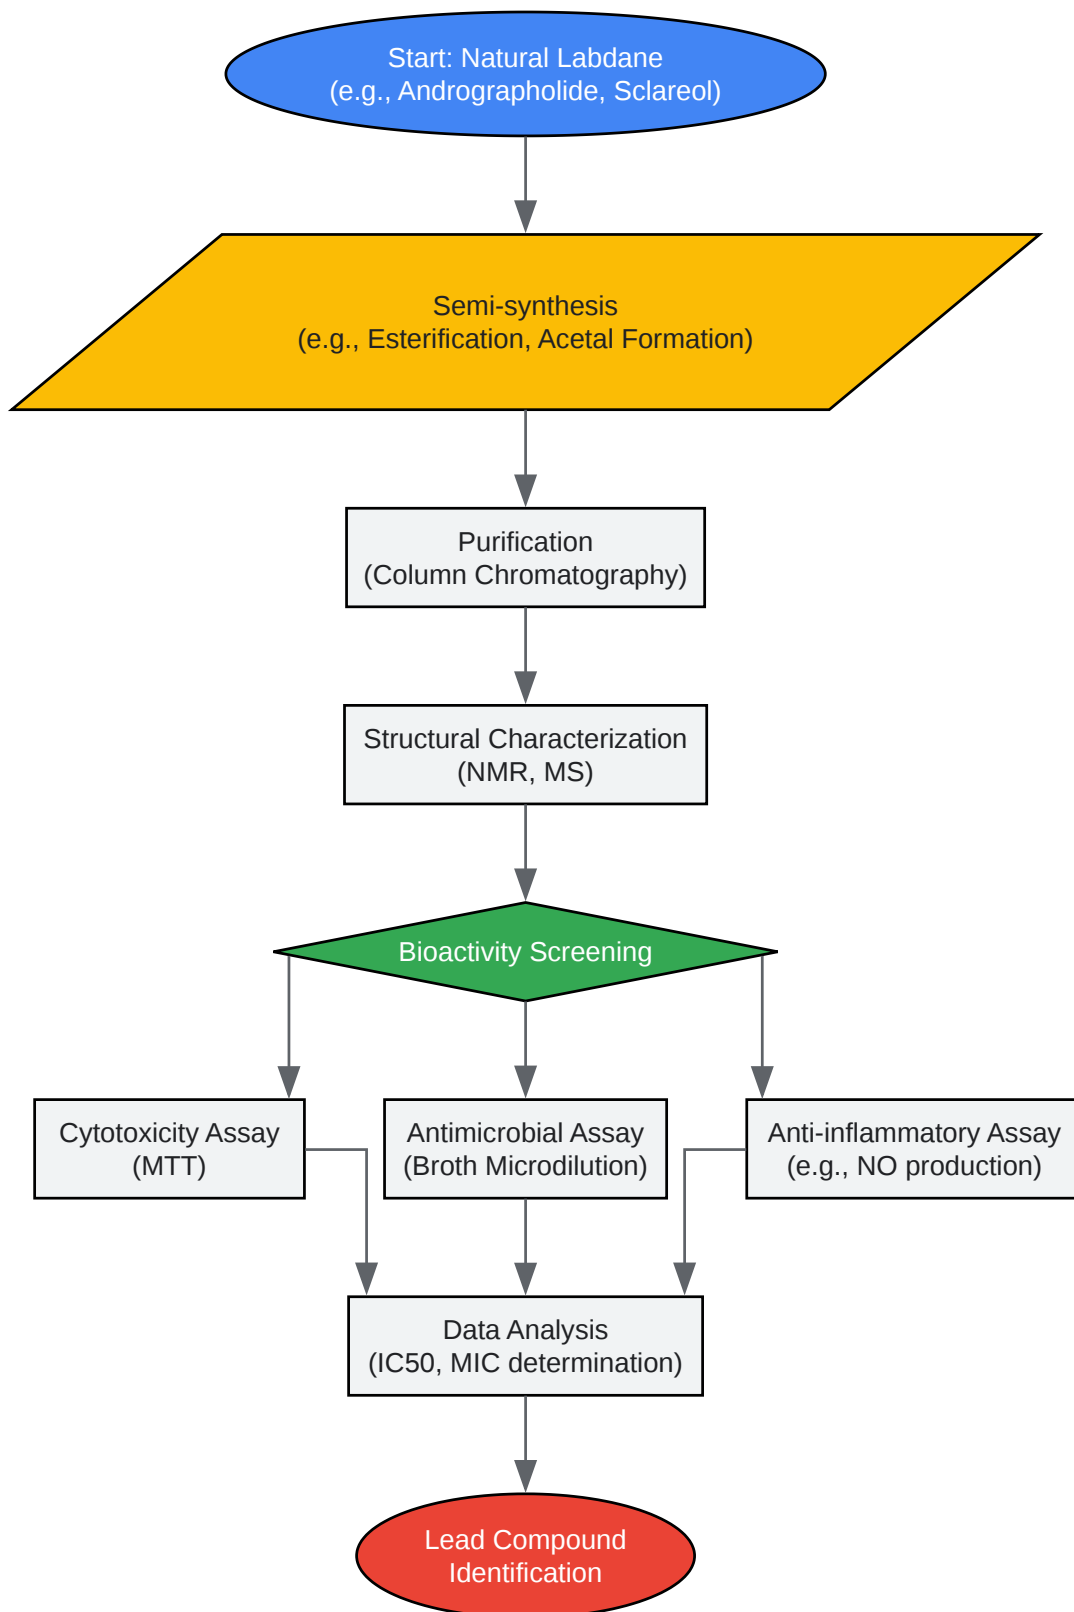 Start: Natural Labdane
(e.g., Andrographolide, Sclareol)
Semi-synthesis
(e.g., Esterification, Acetal Formation)
Purification
(Column Chromatography)
Structural Characterization
(NMR, MS)
Bioactivity Screening
Cytotoxicity Assay
(MTT)
Antimicrobial Assay
(Broth Microdilution)
Anti-inflammatory Assay
(e.g., NO production)
Data Analysis
(IC50, MIC determination)
Lead Compound
Identification